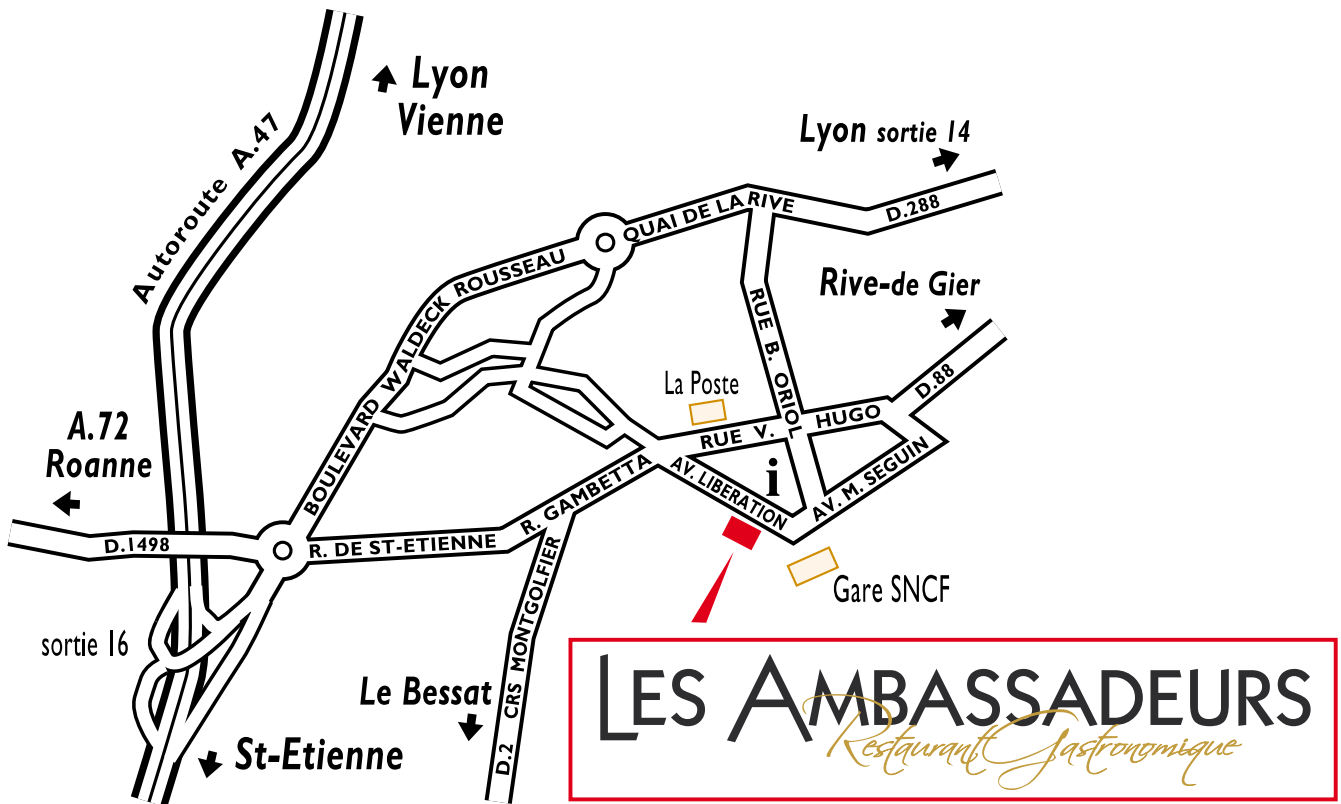 Lyon
Vienne
Autoroute A.47
Lyon sortie 14
D.288
QUAI DE LA RIVE
Rive-de Gier
BOULEVARD WALDECK ROUSSEAU
RUE B. ORIOL
D.88
La Poste
RUE V. HUGO
A.72
Roanne
i
AV. LIBERATION
AV. M. SEGUIN
R. GAMBETTA
D.1498
R. DE ST-ETIENNE
Gare SNCF
sortie 16
D.2 CRS MONTGOLFIER
Le Bessat
St-Etienne
LES AMBASSADEURS
Restaurant Gastronomique